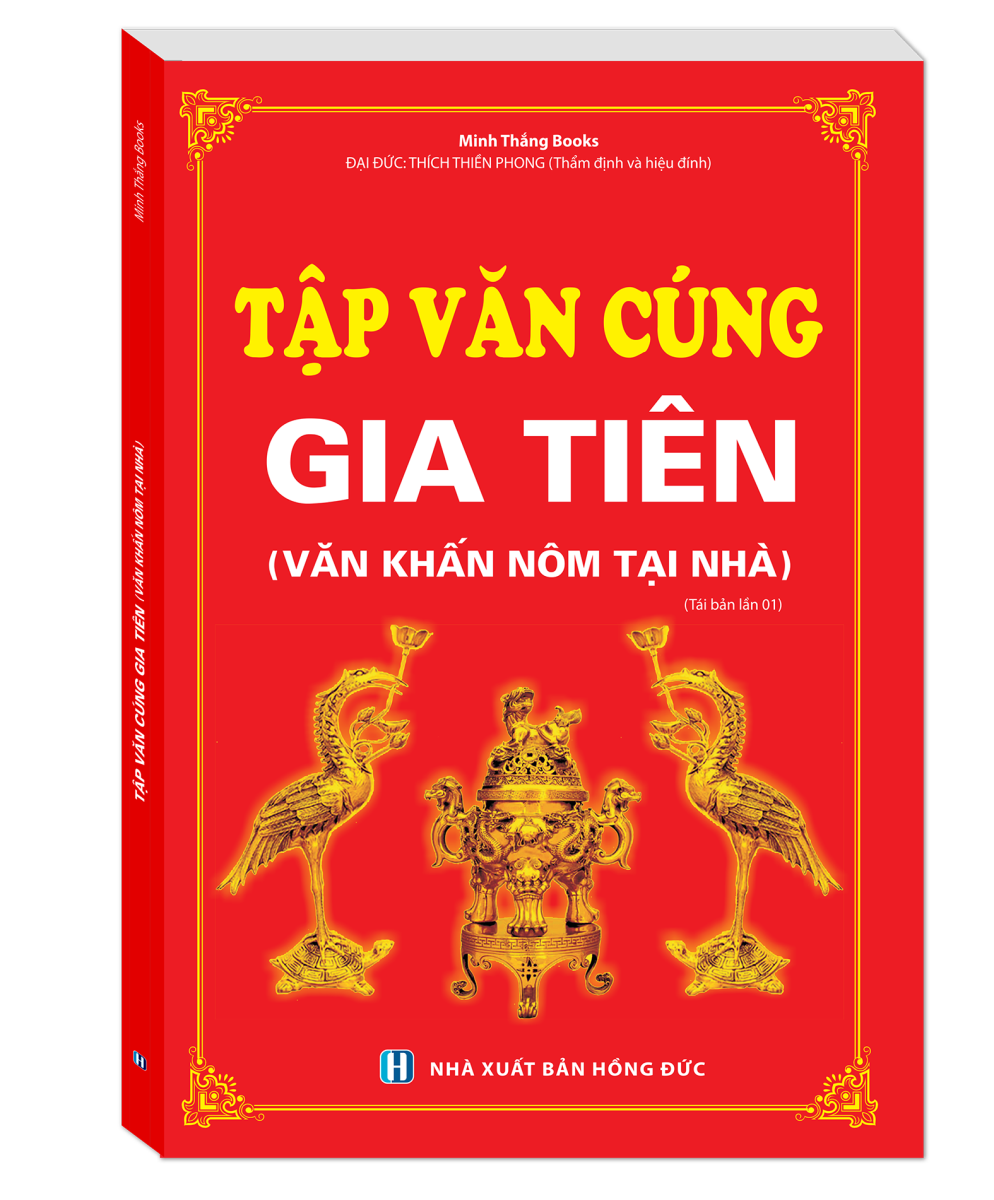 Minh Thắng Books
ĐẠI ĐỨC: THÍCH THIỀN PHONG (Thẩm định và hiệu đính)
TẬP VĂN CÚNG
GIA TIÊN
(VĂN KHẤN NÔM TẠI NHÀ)
(Tái bản lần 01)
H NHÀ XUẤT BẢN HỒNG ĐỨC
Minh Thắng Books
TẬP VĂN CÚNG GIA TIÊN (VĂN KHẤN NÔM TẠI NHÀ)
H